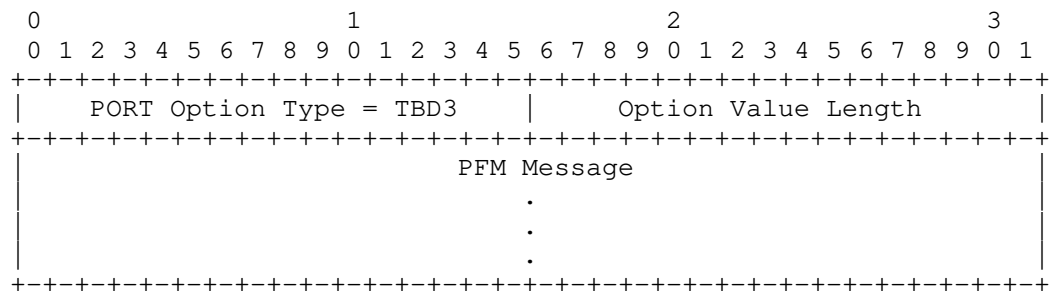 0                   1                   2                   3
 0 1 2 3 4 5 6 7 8 9 0 1 2 3 4 5 6 7 8 9 0 1 2 3 4 5 6 7 8 9 0 1
+-+-+-+-+-+-+-+-+-+-+-+-+-+-+-+-+-+-+-+-+-+-+-+-+-+-+-+-+-+-+-+-+
|    PORT Option Type = TBD3    |     Option Value Length       |
+-+-+-+-+-+-+-+-+-+-+-+-+-+-+-+-+-+-+-+-+-+-+-+-+-+-+-+-+-+-+-+-+
|                           PFM Message                         |
|                               .                               |
|                               .                               |
|                               .                               |
+-+-+-+-+-+-+-+-+-+-+-+-+-+-+-+-+-+-+-+-+-+-+-+-+-+-+-+-+-+-+-+-+